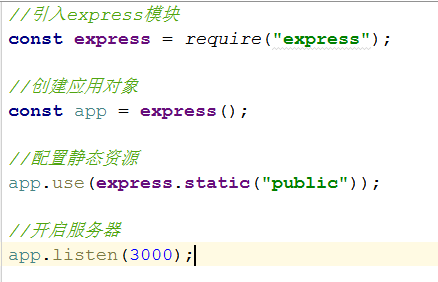 //引入express模块
const express = require("express");
//创建应用对象
const app = express();
//配置静态资源
app.use(express.static("public"));
//开启服务器
app.listen(3000);